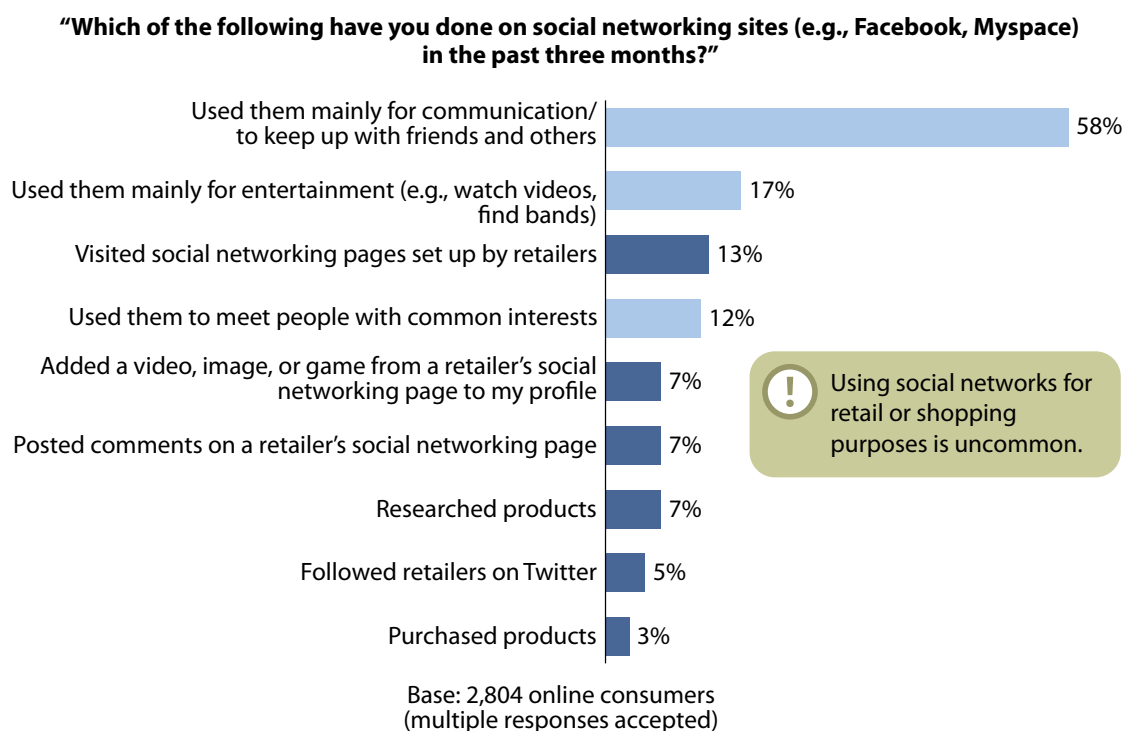 “Which of the following have you done on social networking sites (e.g., Facebook, Myspace)
in the past three months?”
Used them mainly for communication/
to keep up with friends and others
58%
Used them mainly for entertainment (e.g., watch videos,
find bands)
17%
Visited social networking pages set up by retailers
13%
Used them to meet people with common interests
12%
Added a video, image, or game from a retailer’s social
networking page to my profile
7%
Posted comments on a retailer’s social networking page
7%
Researched products
7%
Followed retailers on Twitter
5%
Purchased products
3%
!
Using social networks for
retail or shopping
purposes is uncommon.
Base: 2,804 online consumers
(multiple responses accepted)